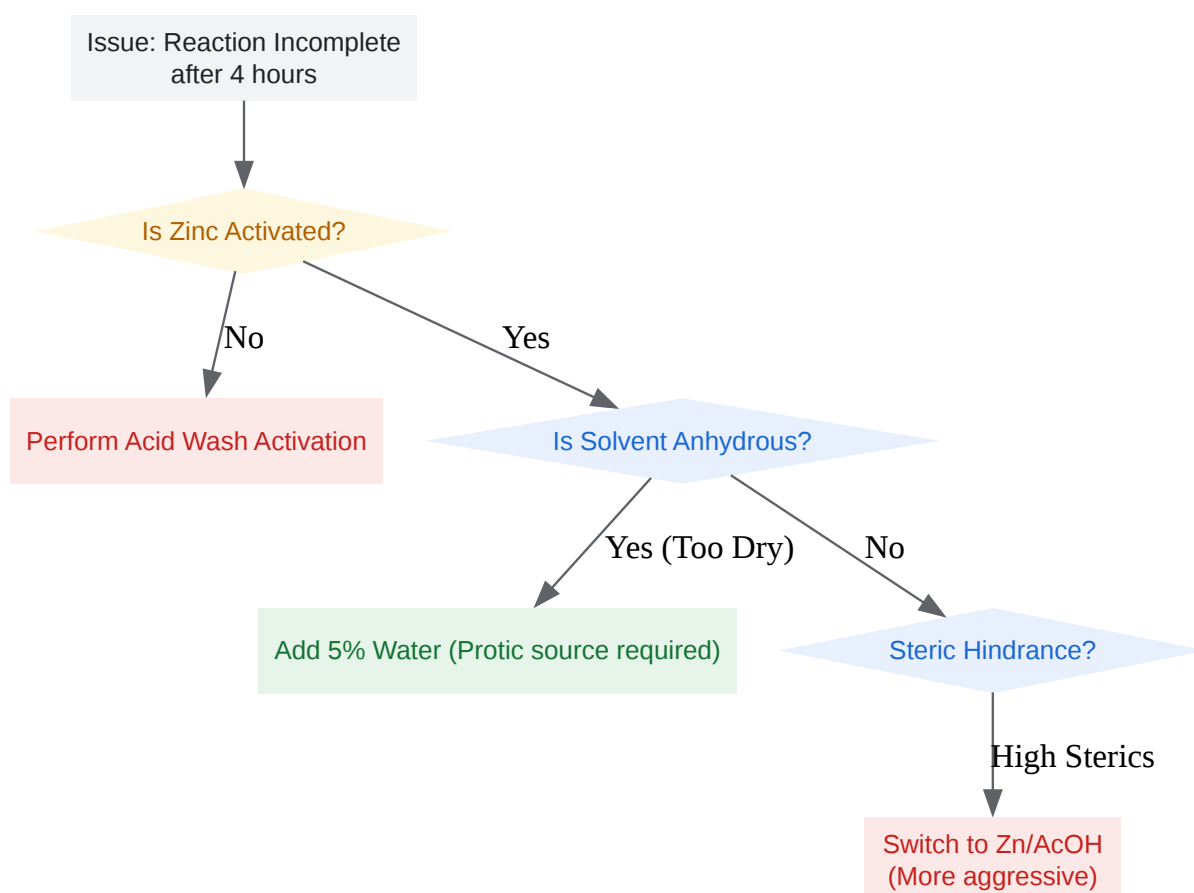 Issue: Reaction Incomplete
after 4 hours
Is Zinc Activated?
No
Yes
Perform Acid Wash Activation
Is Solvent Anhydrous?
Yes (Too Dry)
No
Add 5% Water (Protic source required)
Steric Hindrance?
High Sterics
Switch to Zn/AcOH
(More aggressive)